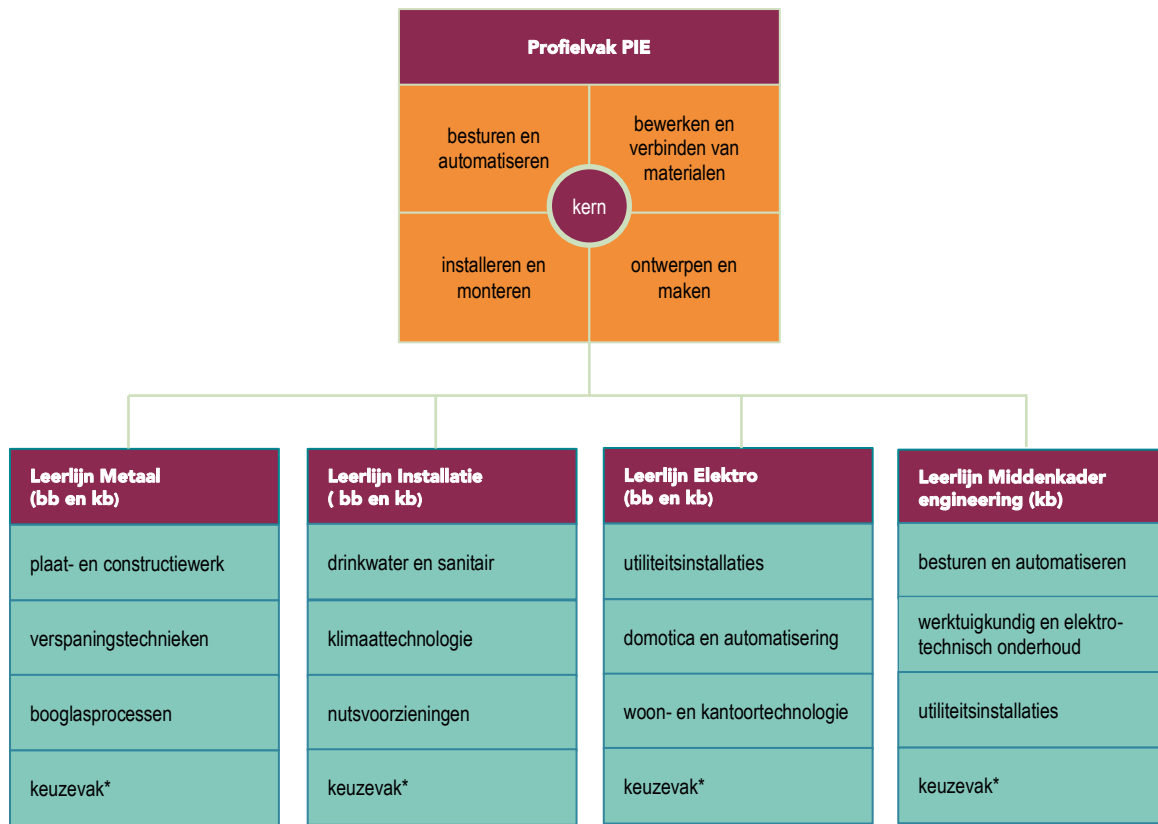 Profielvak PIE
besturen en
automatiseren
bewerken en
verbinden van
materialen
kern
installeren en
monteren
ontwerpen en
maken
Leerlijn Metaal
(bb en kb)
plaat- en constructiewerk
verspaningstechnieken
booglasprocessen
keuzevak*
Leerlijn Installatie
( bb en kb)
drinkwater en sanitair
klimaattechnologie
nutsvoorzieningen
keuzevak*
Leerlijn Elektro
(bb en kb)
utiliteitsinstallaties
domotica en automatisering
woon- en kantoortechnologie
keuzevak*
Leerlijn Middenkader
engineering (kb)
besturen en automatiseren
werktuigkundig en elektro-
technisch onderhoud
utiliteitsinstallaties
keuzevak*